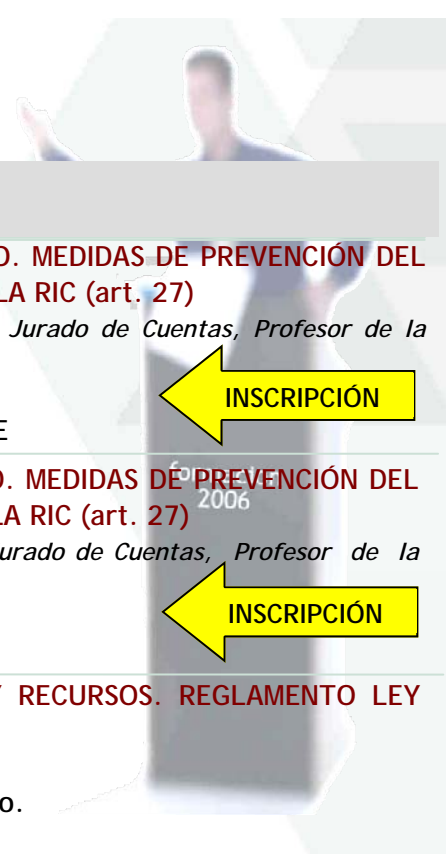 O. MEDIDAS DE PREVENCIÓN DEL
LA RIC (art. 27)
Jurado de Cuentas, Profesor de la
INSCRIPCIÓN
E
O. MEDIDAS DE PREVENCIÓN DEL
LA RIC (art. 27)
urado de Cuentas, Profesor de la
formación
2006
INSCRIPCIÓN
Y RECURSOS. REGLAMENTO LEY
o.